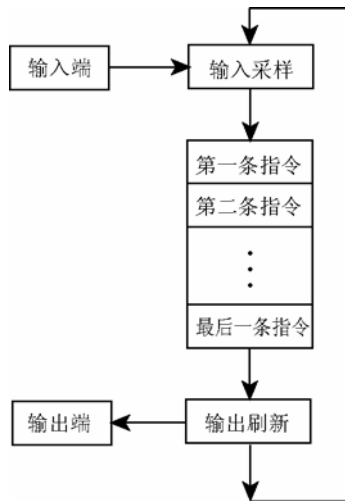 输入端
输入采样
第一条指令
第二条指令
最后一条指令
输出端
输出刷新